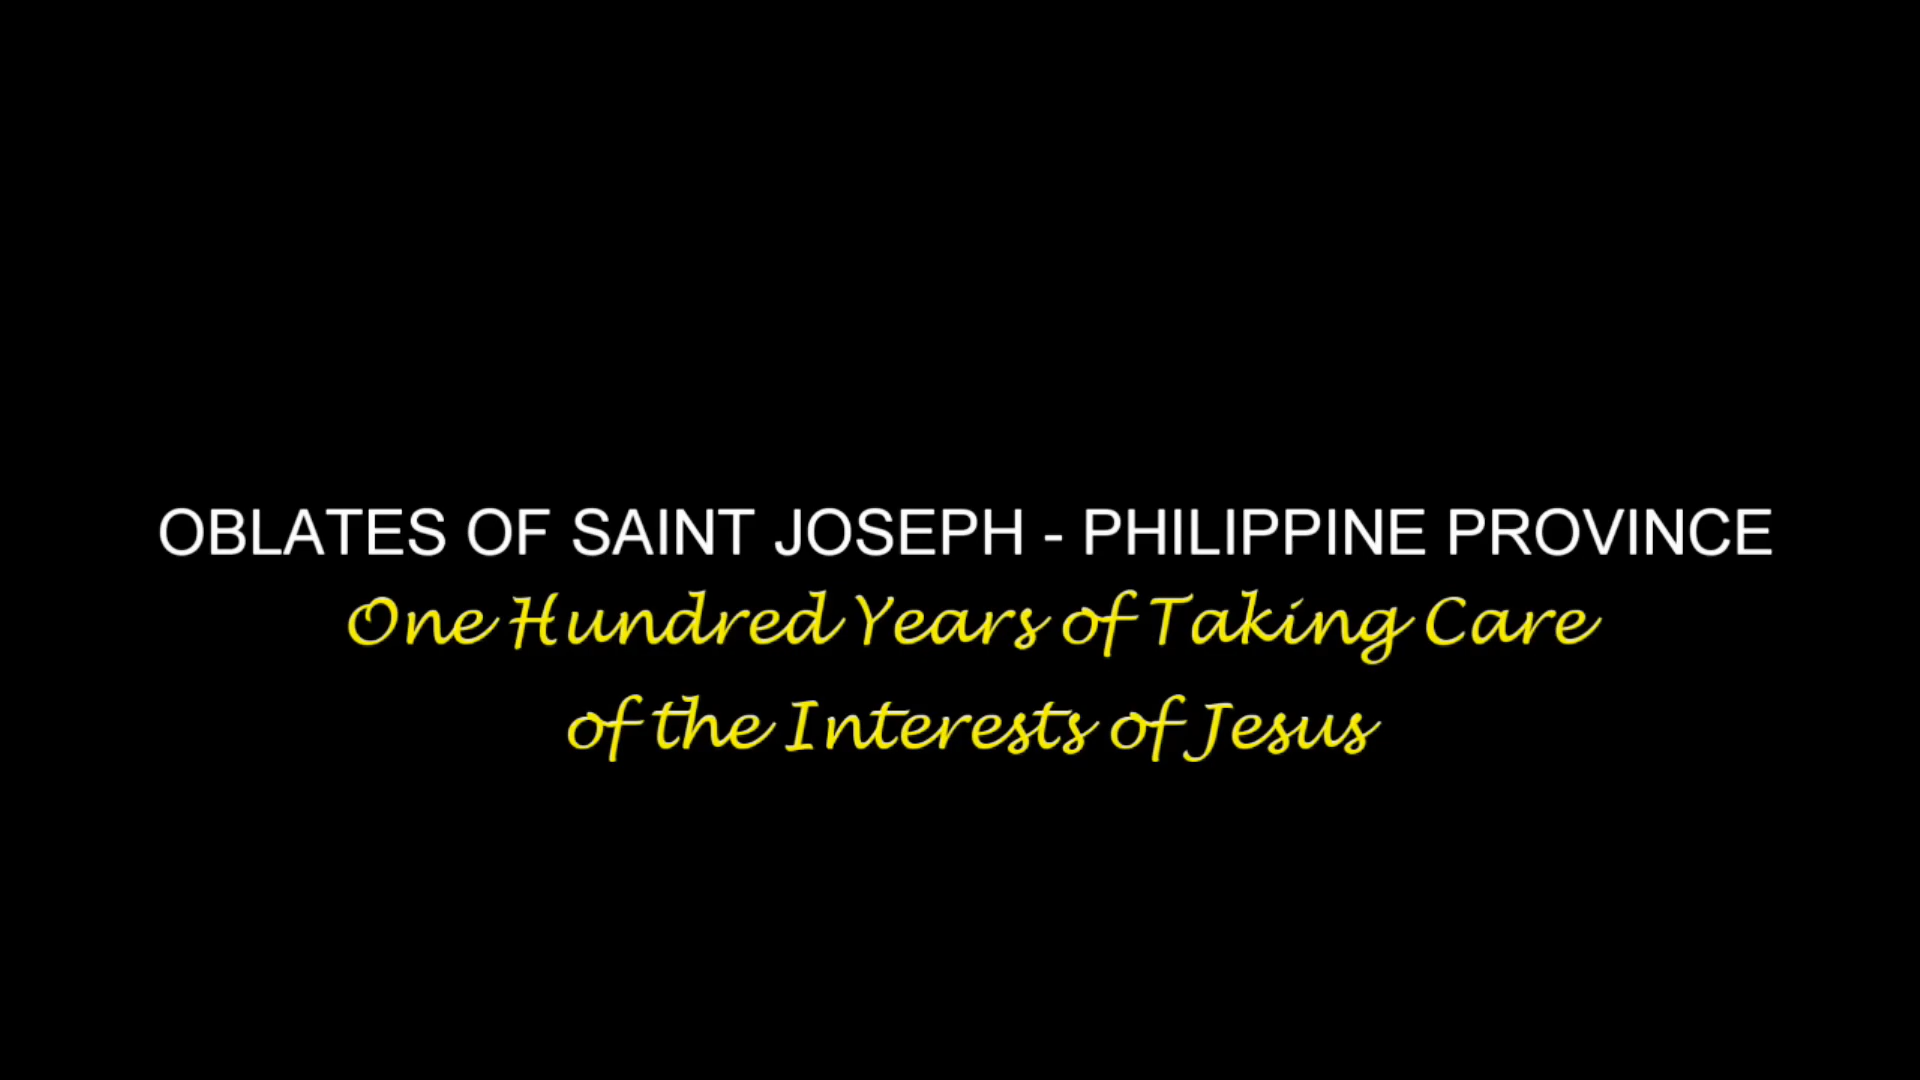 OBLATES OF SAINT JOSEPH - PHILIPPINE PROVINCE
One Hundred Years of Taking Care
of the Interests of Jesus